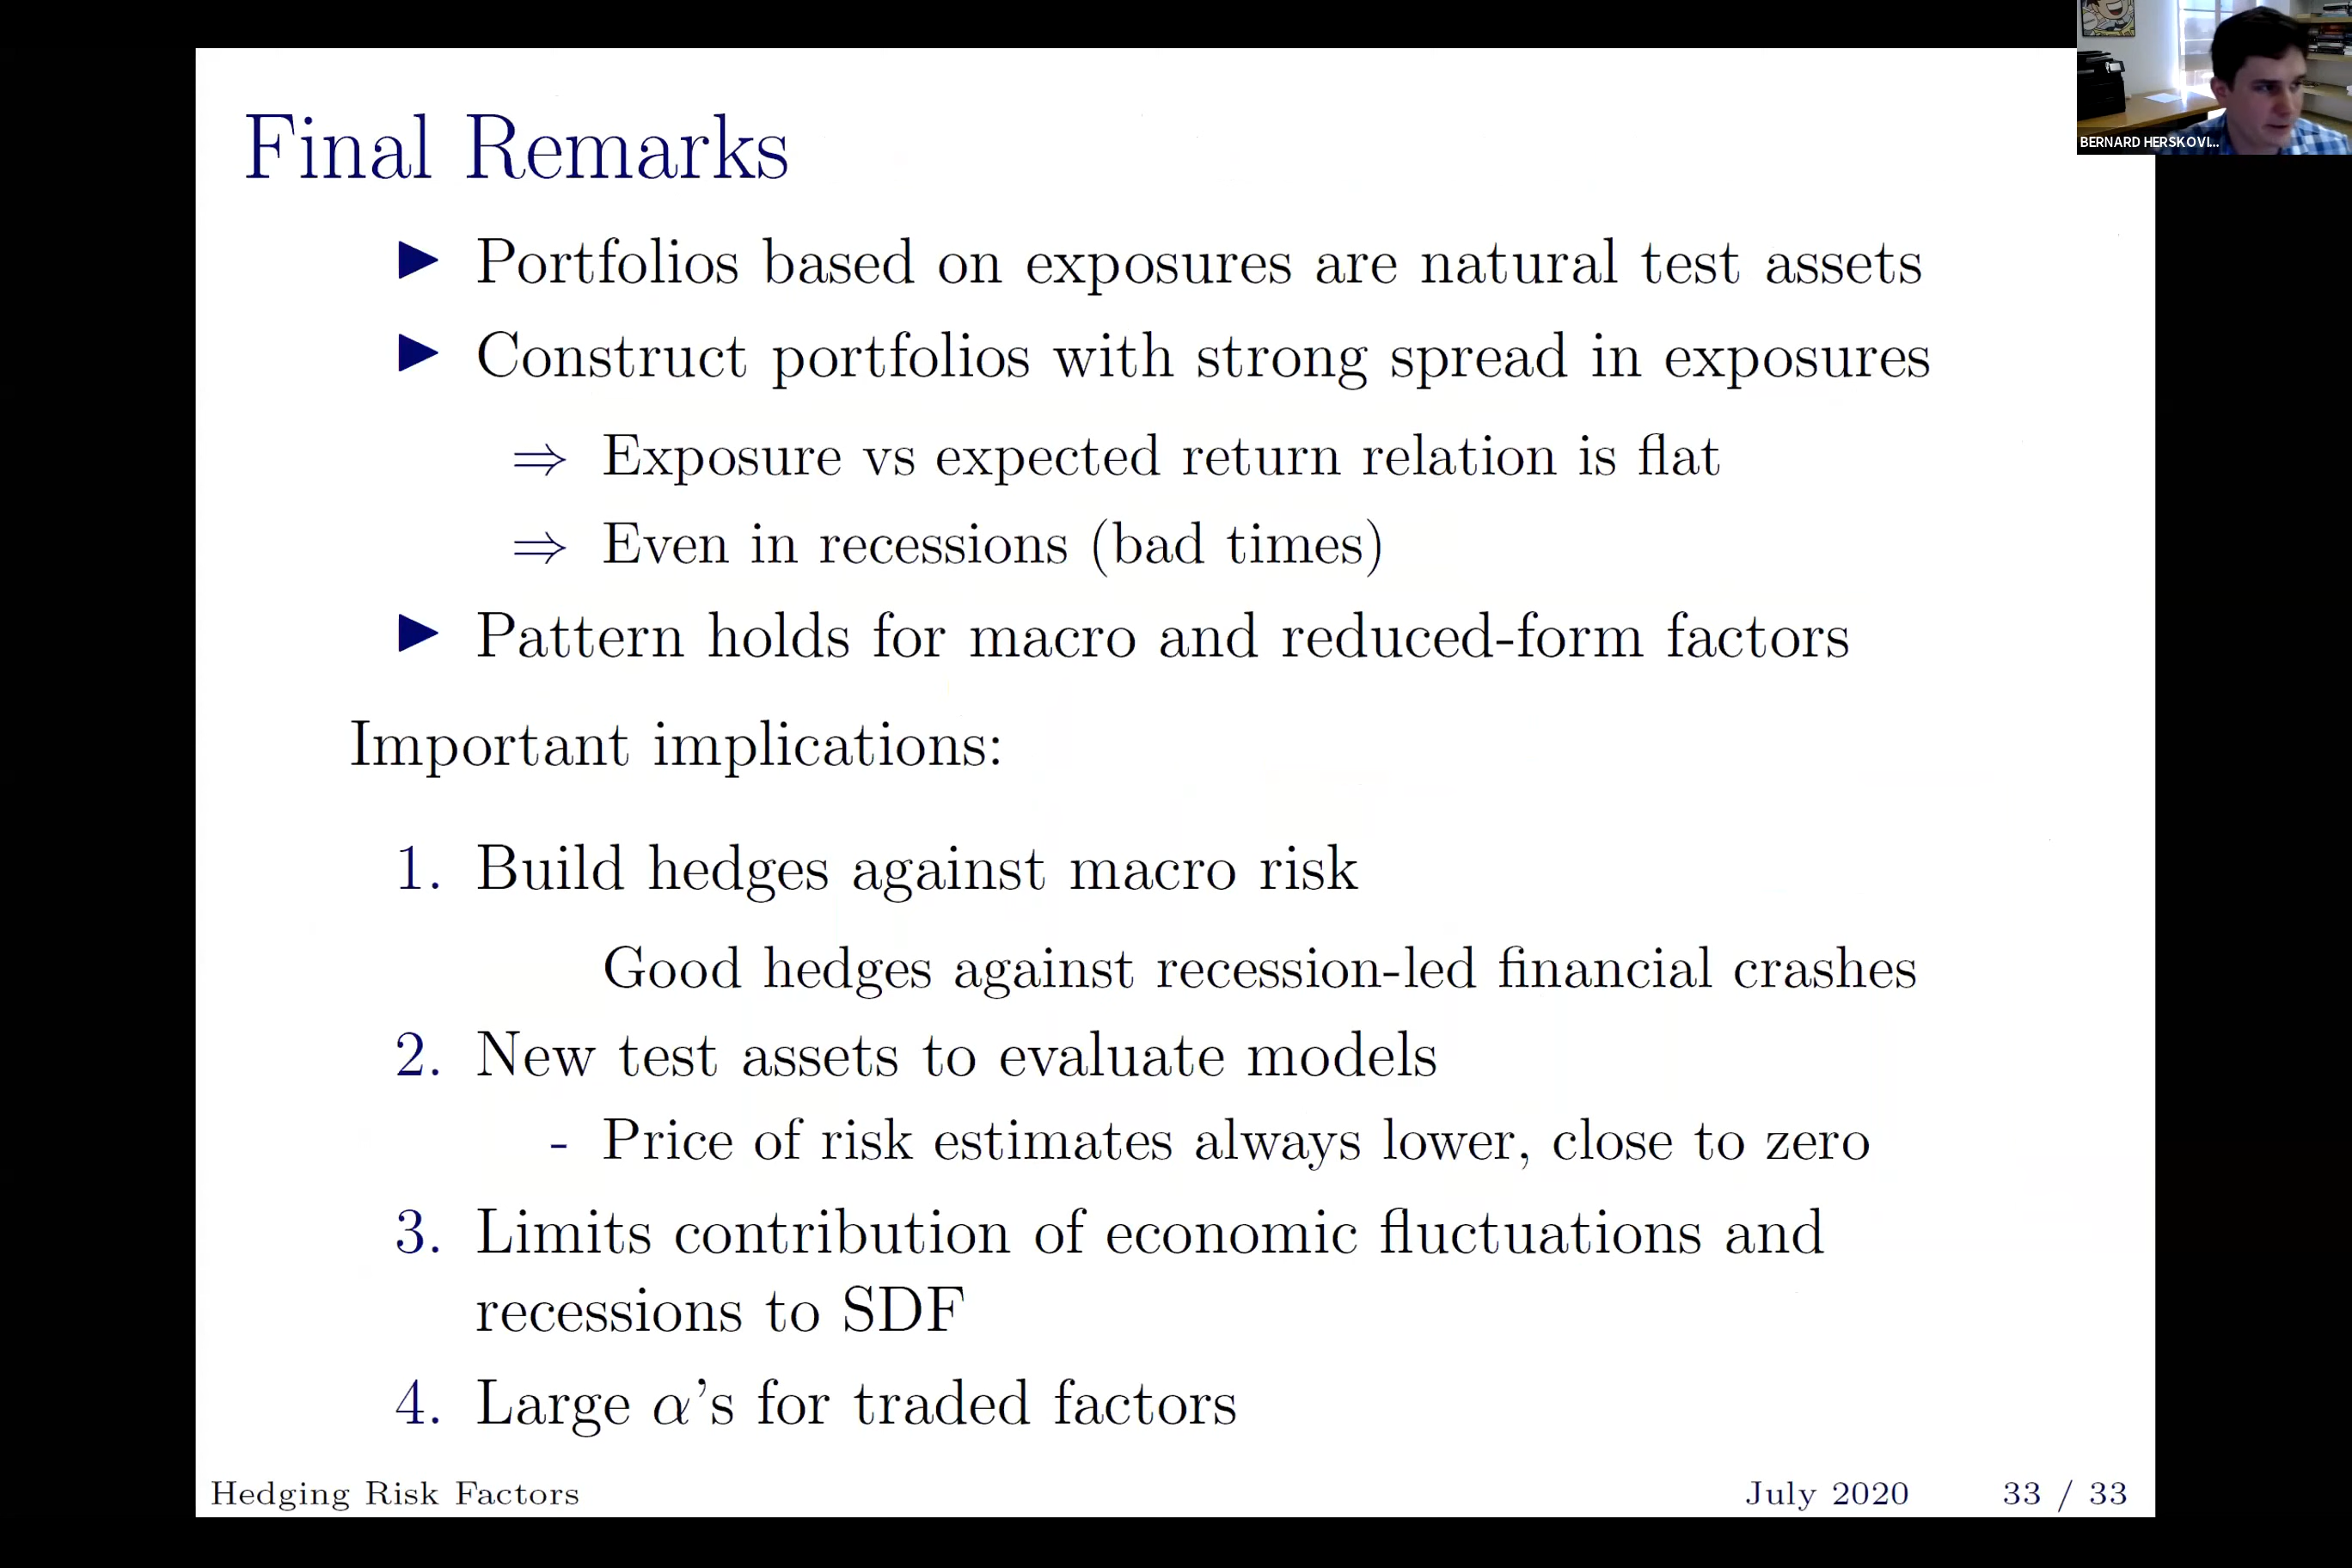 BERNARD HERSKOVI...
Final Remarks
▶ Portfolios based on exposures are natural test assets
▶ Construct portfolios with strong spread in exposures
⇒ Exposure vs expected return relation is flat
⇒ Even in recessions (bad times)
▶ Pattern holds for macro and reduced-form factors
Important implications:
1. Build hedges against macro risk
Good hedges against recession-led financial crashes
2. New test assets to evaluate models
- Price of risk estimates always lower, close to zero
3. Limits contribution of economic fluctuations and
recessions to SDF
4. Large α's for traded factors
Hedging Risk Factors
July 2020 33 / 33